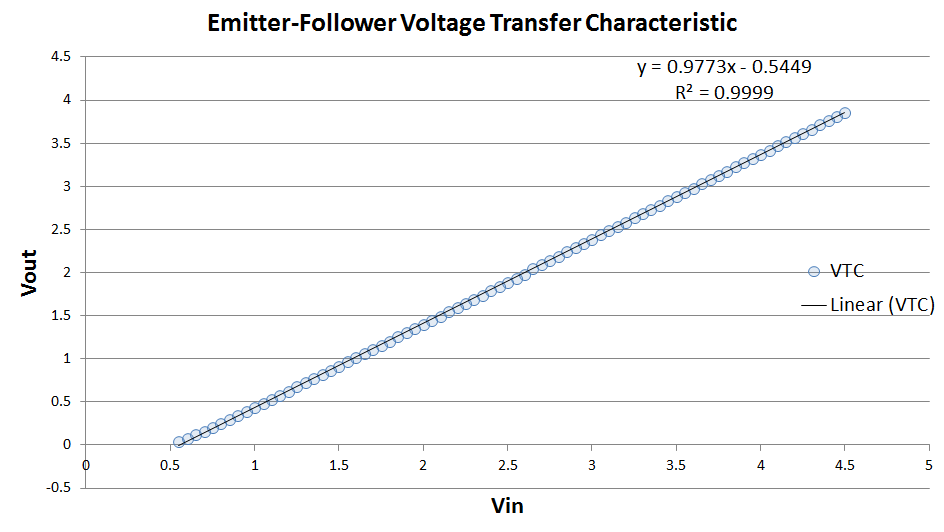 Emitter-Follower Voltage Transfer Characteristic
y = 0.9773x - 0.5449
R² = 0.9999
4.5
4
3.5
3
2.5
2
1.5
1
0.5
0
-0.5
Vout
VTC
Linear (VTC)
0 0.5 1 1.5 2 2.5 3 3.5 4 4.5 5
Vin